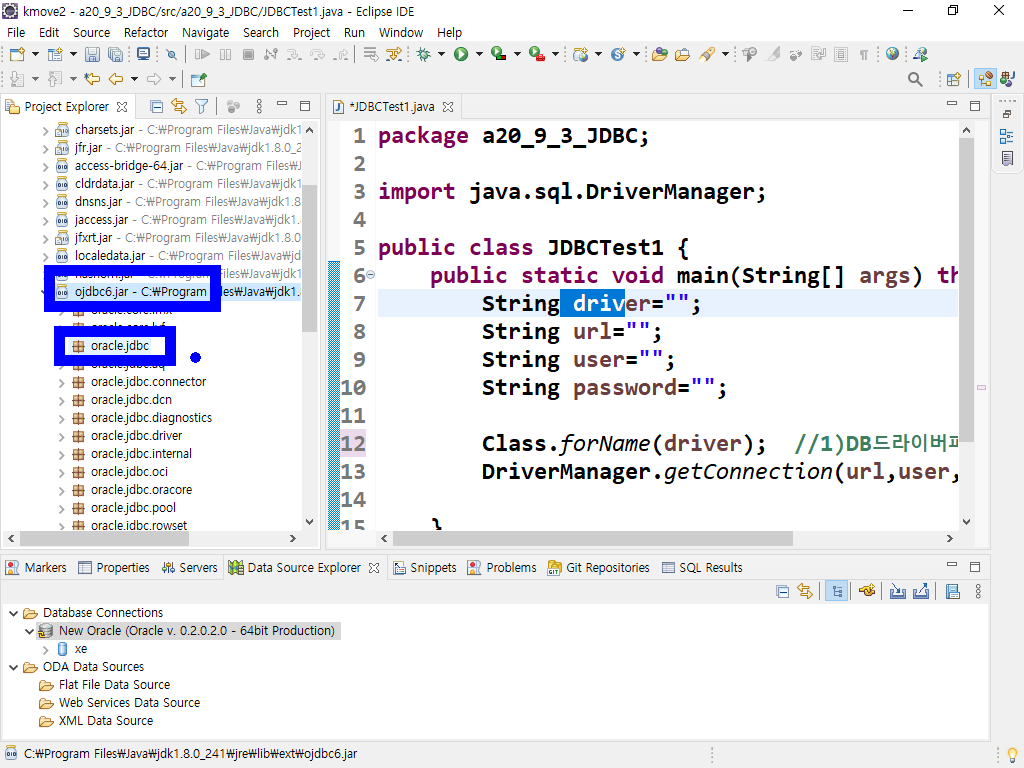 kmove2 - a20_9_3_JDBC/src/a20_9_3_JDBC/JDBCTest1.java - Eclipse IDE
File Edit Source Refactor Navigate Search Project Run Window Help
Project Explorer
charsets.jar - C:₩Program Files₩Java₩jdk1
jfr.jar - C:₩Program Files₩Java₩jdk1.8.0_2
access-bridge-64.jar - C:₩Program Files₩J
cldrdata.jar - C:₩Program Files₩Java₩jdk1
dnsns.jar - C:₩Program Files₩Java₩jdk1.8
jaccess.jar - C:₩Program Files₩Java₩jdk1.
jfxrt.jar - C:₩Program Files₩Java₩jdk1.8.0
localedata.jar - C:₩Program Files₩Java₩jd
ojdbc6.jar - C:₩Program les₩Java₩jdk1.
oracle.jdbc
oracle.jdbc.connector
oracle.jdbc.dcn
oracle.jdbc.diagnostics
oracle.jdbc.driver
oracle.jdbc.internal
oracle.jdbc.oci
oracle.jdbc.oracore
oracle.jdbc.pool
oracle.jdbc.rowset
*JDBCTest1.java
1 package a20_9_3_JDBC;
2
3 import java.sql.DriverManager;
4
5 public class JDBCTest1 {
6 public static void main(String[] args) th
7 String driver="";
8 String url="";
9 String user="";
10 String password="";
11
12 Class.forName(driver); //1)DB드라이버
13 DriverManager.getConnection(url,user,
14
15 }
Markers Properties Servers Data Source Explorer Snippets Problems Git Repositories SQL Results
Database Connections
New Oracle (Oracle v. 0.2.0.2.0 - 64bit Production)
xe
ODA Data Sources
Flat File Data Source
Web Services Data Source
XML Data Source
C:₩Program Files₩Java₩jdk1.8.0_241₩jre₩lib₩ext₩ojdbc6.jar